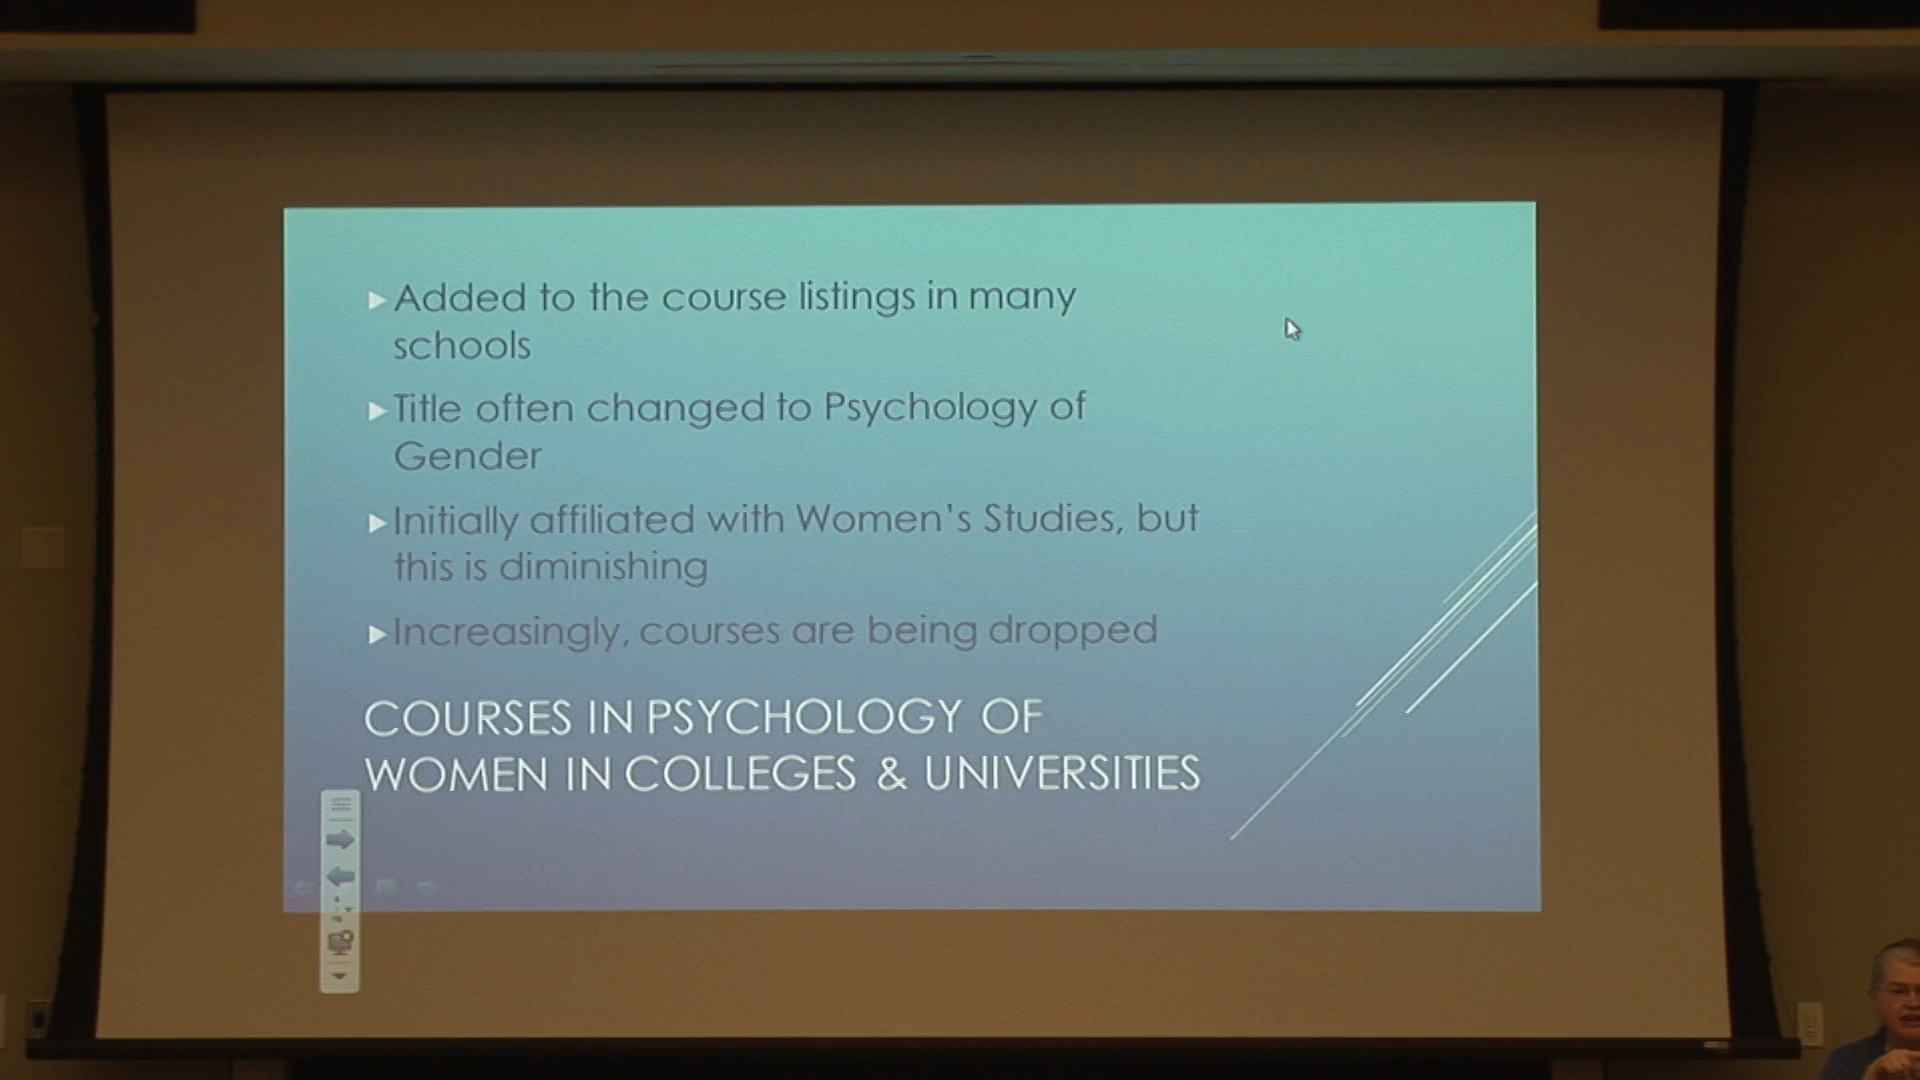 Added to the course listings in many
schools
Title often changed to Psychology of
Gender
Initially affiliated with Women's Studies, but
this is diminishing
Increasingly, courses are being dropped
COURSES IN PSYCHOLOGY OF
WOMEN IN COLLEGES & UNIVERSITIES